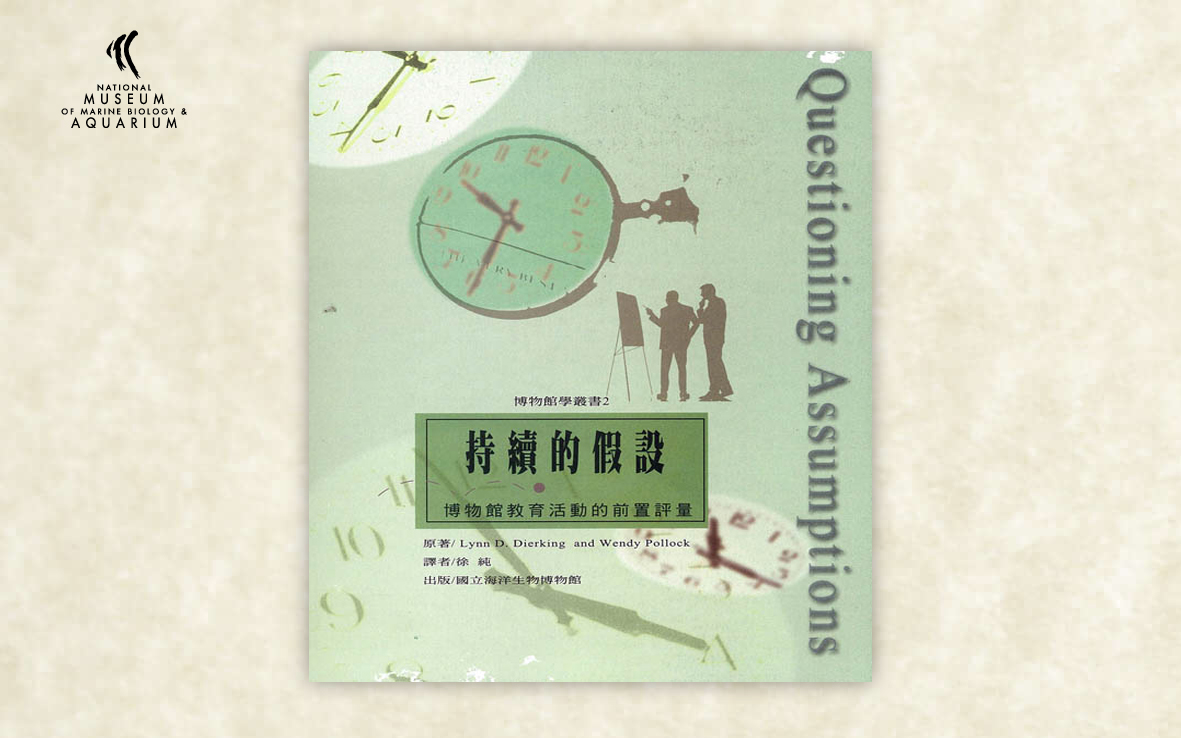 NATIONAL
MUSEUM
OF MARINE BIOLOGY &
AQUARIUM
Questioning Assumptions
博物館學叢書2
持續的假設
博物館教育活動的前置評量
原著/ Lynn D. Dierking and Wendy Pollock
譯者/徐 純
出版/國立海洋生物博物館